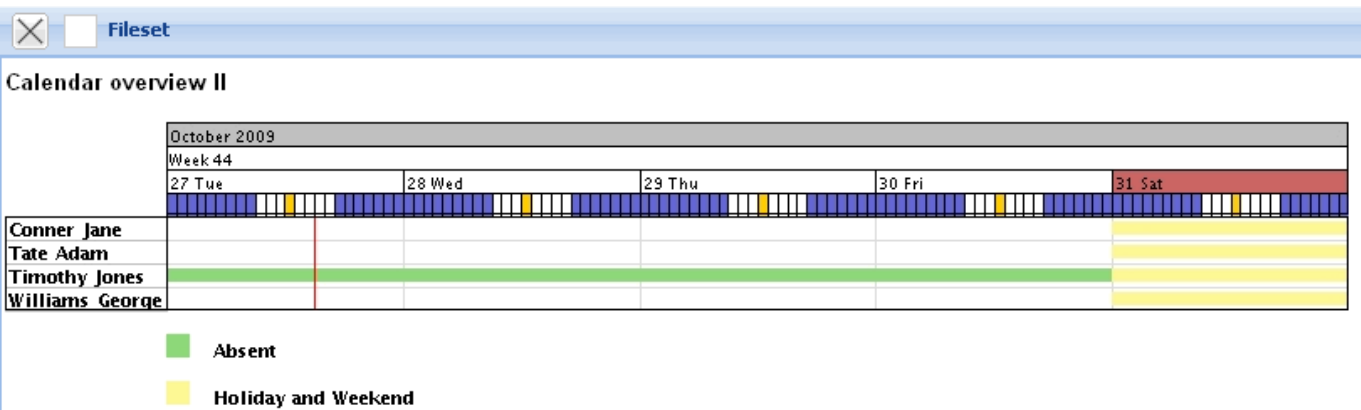 Fileset
Calendar overview II
October 2009
Week 44
27 Tue 28 Wed 29 Thu 30 Fri 31 Sat
Conner Jane
Tate Adam
Timothy Jones
Williams George
Absent
Holiday and Weekend